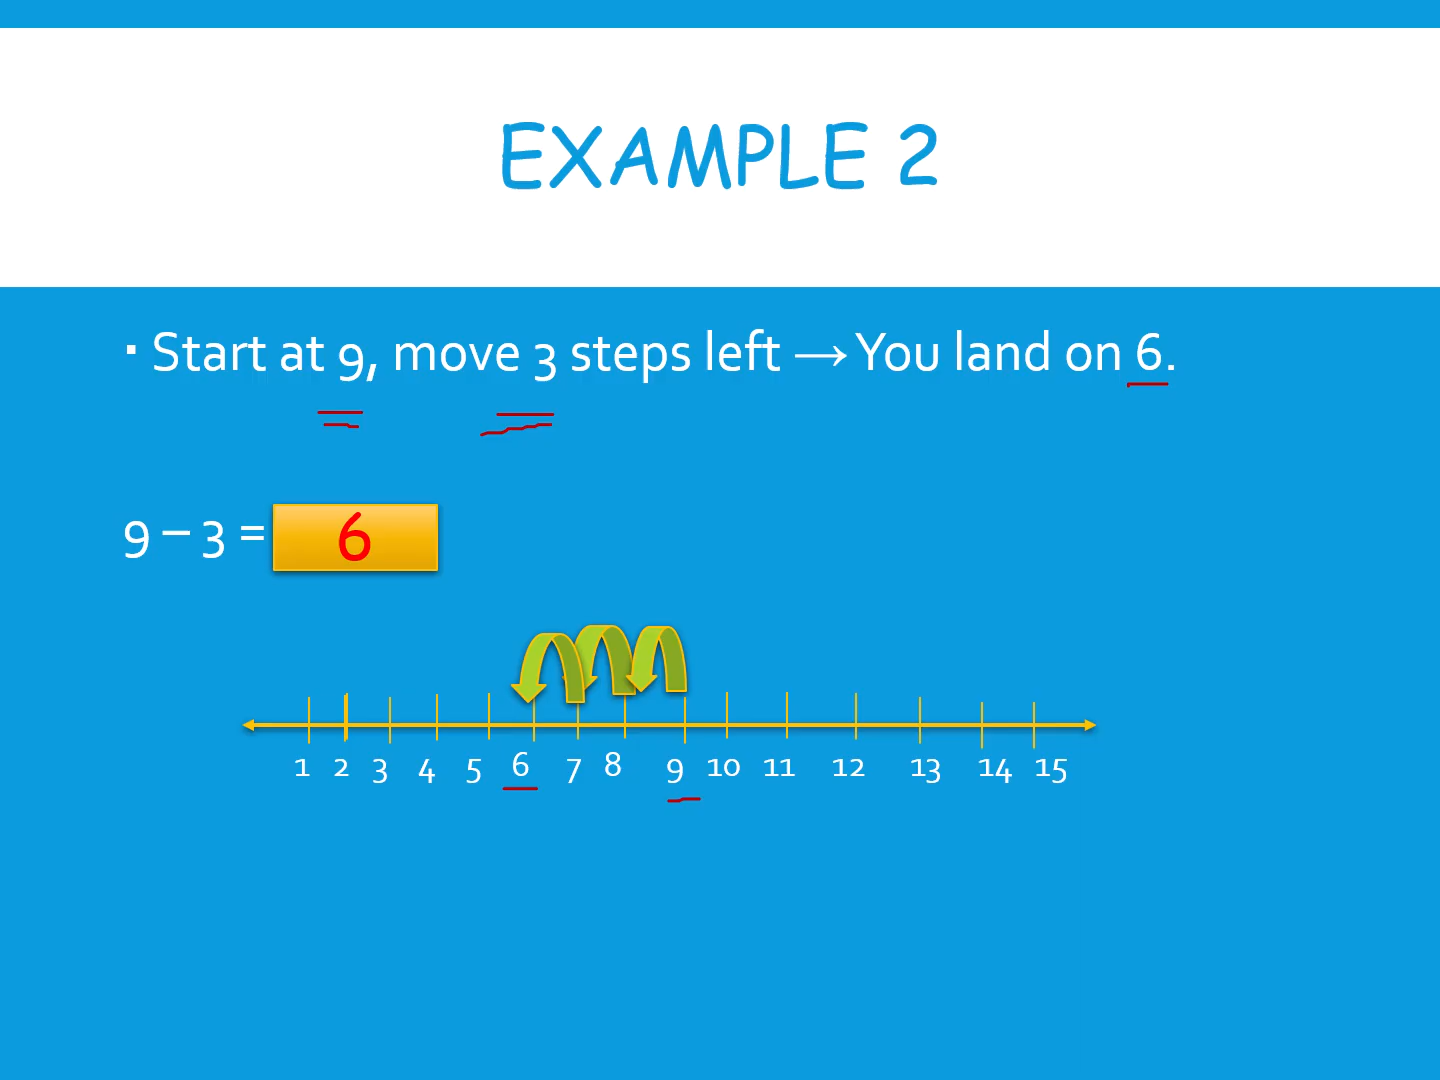 EXAMPLE 2
▪ Start at 9, move 3 steps left → You land on 6.
9 – 3 = 6
1 2 3 4 5 6 7 8 9 10 11 12 13 14 15